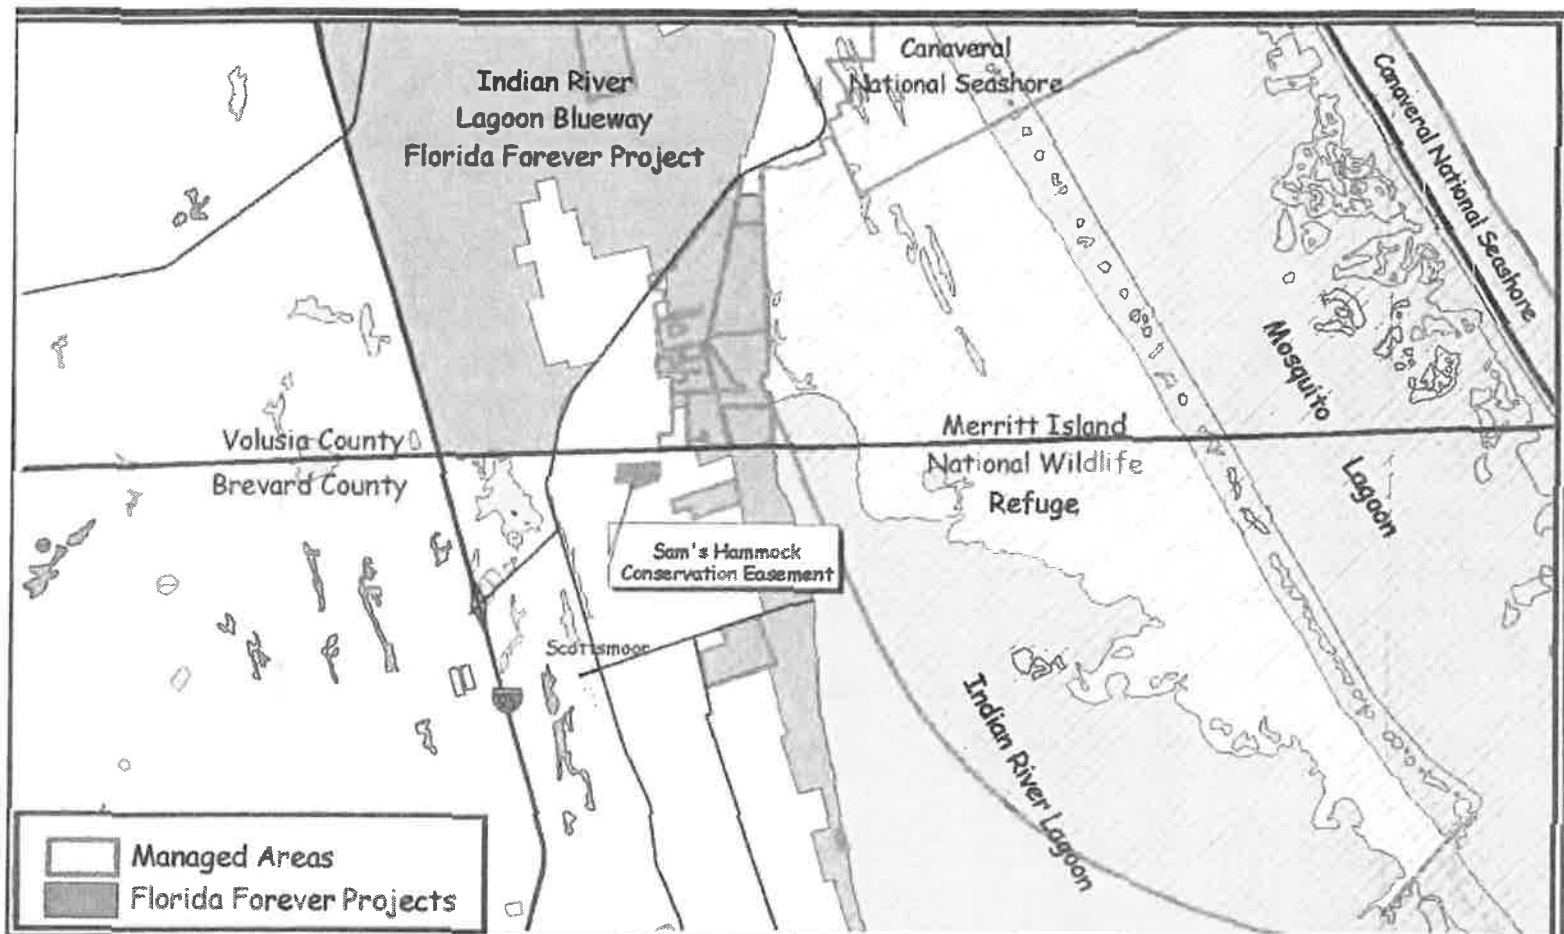 Canaveral
National Seashore
Indian River
Lagoon Blueway
Florida Forever Project
Canaveral National Seashore
Mosquito
Lagoon
Volusia County
Brevard County
Merritt Island
National Wildlife
Refuge
Sam's Hammock
Conservation Easement
Scottsmoor
Indian River Lagoon
Managed Areas
Florida Forever Projects